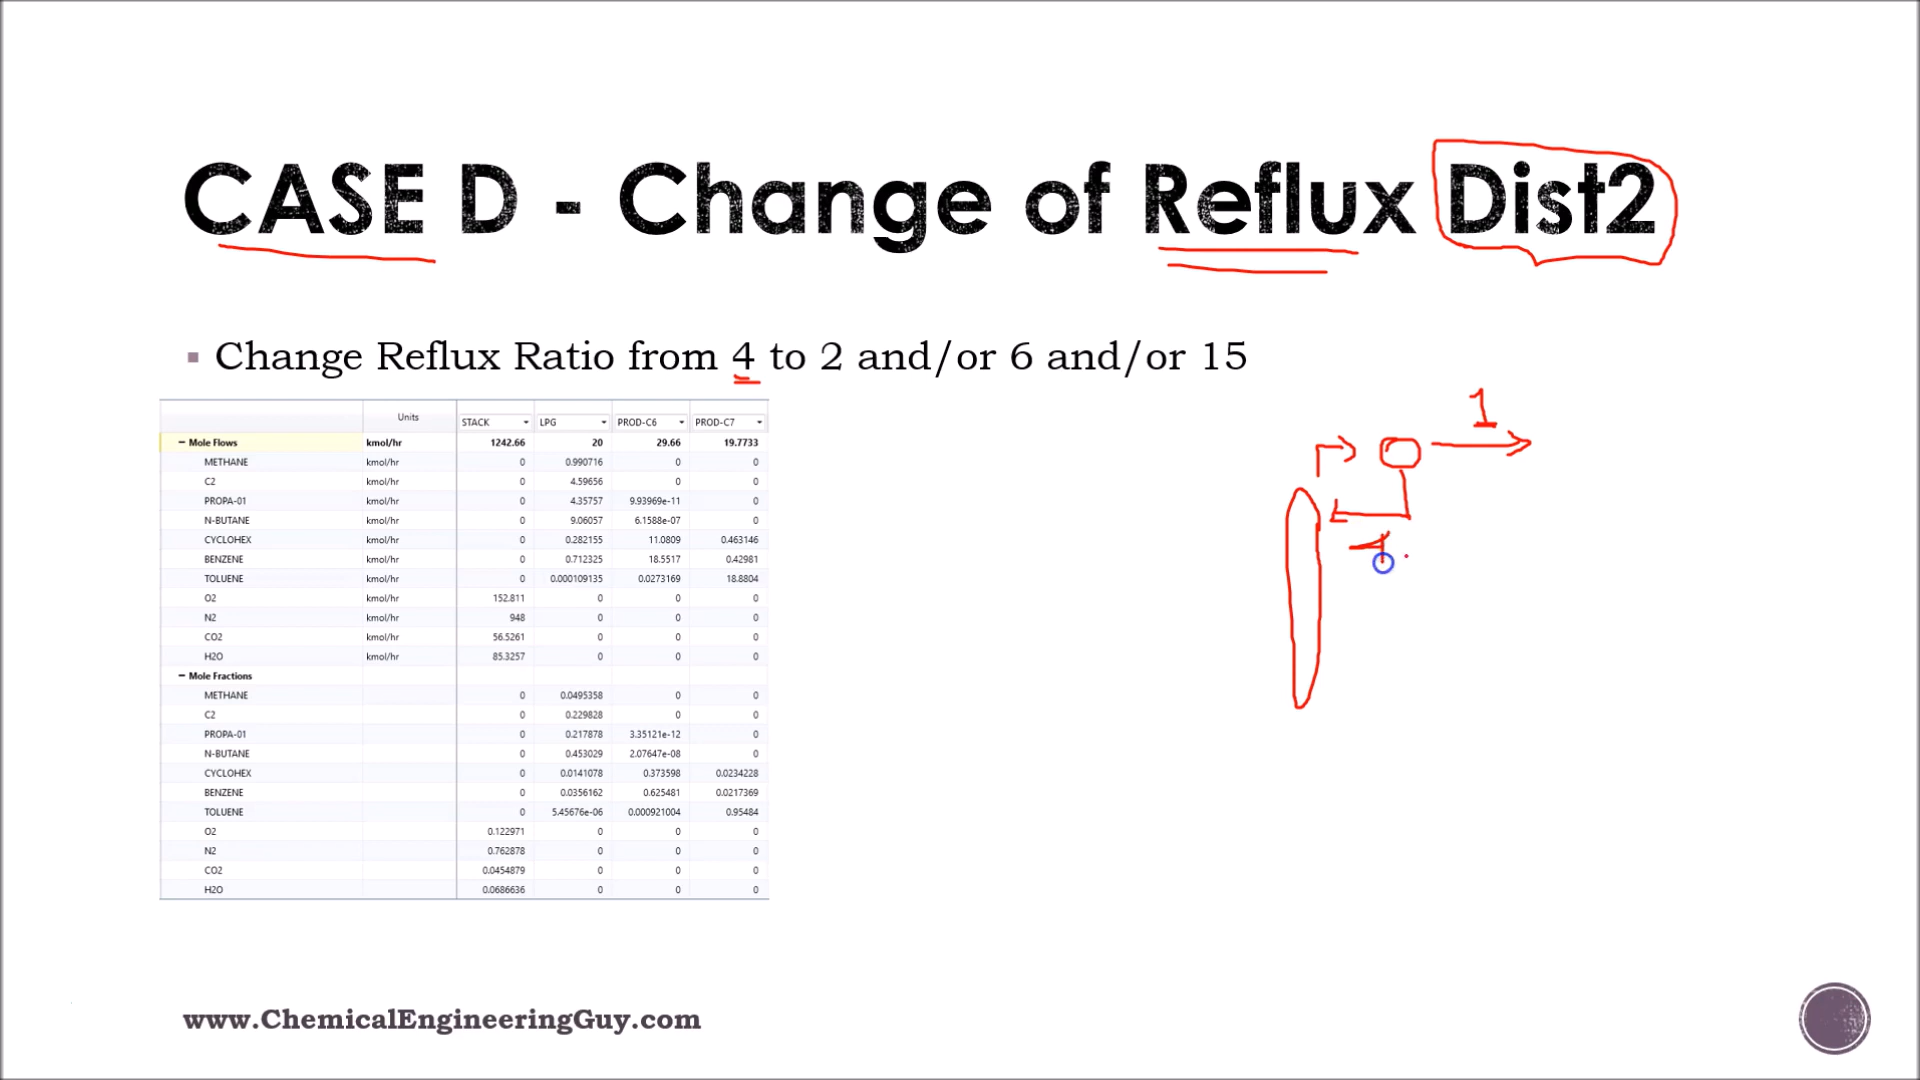 CASE D - Change of Reflux Dist2
▪ Change Reflux Ratio from 4 to 2 and/or 6 and/or 15
1
4
Units STACK LPG PROD-C6 PROD-C7
− Mole Flows kmol/hr 1242.66 20 29.66 19.7733
METHANE kmol/hr 0 0.990716 0 0
C2 kmol/hr 0 4.59656 0 0
PROPA-01 kmol/hr 0 4.35757 9.93969e-11 0
N-BUTANE kmol/hr 0 9.06057 6.1588e-07 0
CYCLOHEX kmol/hr 0 0.282155 11.0809 0.463146
BENZENE kmol/hr 0 0.712325 18.5517 0.42981
TOLUENE kmol/hr 0 0.000109135 0.0273169 18.8804
O2 kmol/hr 152.811 0 0 0
N2 kmol/hr 948 0 0 0
CO2 kmol/hr 56.5261 0 0 0
H2O kmol/hr 85.3257 0 0 0
− Mole Fractions
METHANE 0 0.0495358 0 0
C2 0 0.229828 0 0
PROPA-01 0 0.217878 3.35121e-12 0
N-BUTANE 0 0.453029 2.07647e-08 0
CYCLOHEX 0 0.0141078 0.373598 0.0234228
BENZENE 0 0.0356162 0.625481 0.0217369
TOLUENE 0 5.45676e-06 0.000921004 0.95484
O2 0.122971 0 0 0
N2 0.762878 0 0 0
CO2 0.0454879 0 0 0
H2O 0.0686636 0 0 0
www.ChemicalEngineeringGuy.com